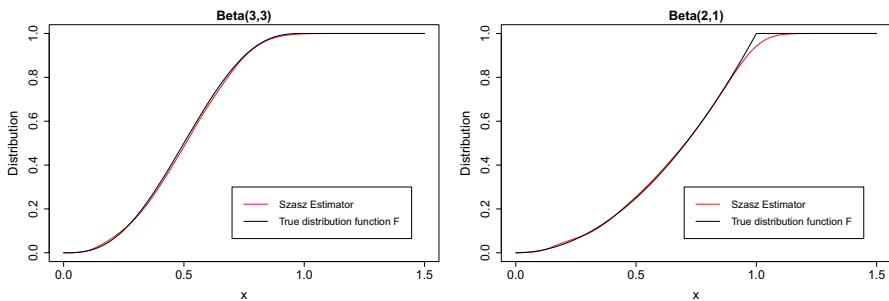 Beta(3,3)
Distribution
1.0
0.8
0.6
0.4
0.2
0.0
Szasz Estimator
True distribution function F
0.0 0.5 1.0 1.5
x
Beta(2,1)
Distribution
1.0
0.8
0.6
0.4
0.2
0.0
Szasz Estimator
True distribution function F
0.0 0.5 1.0 1.5
x